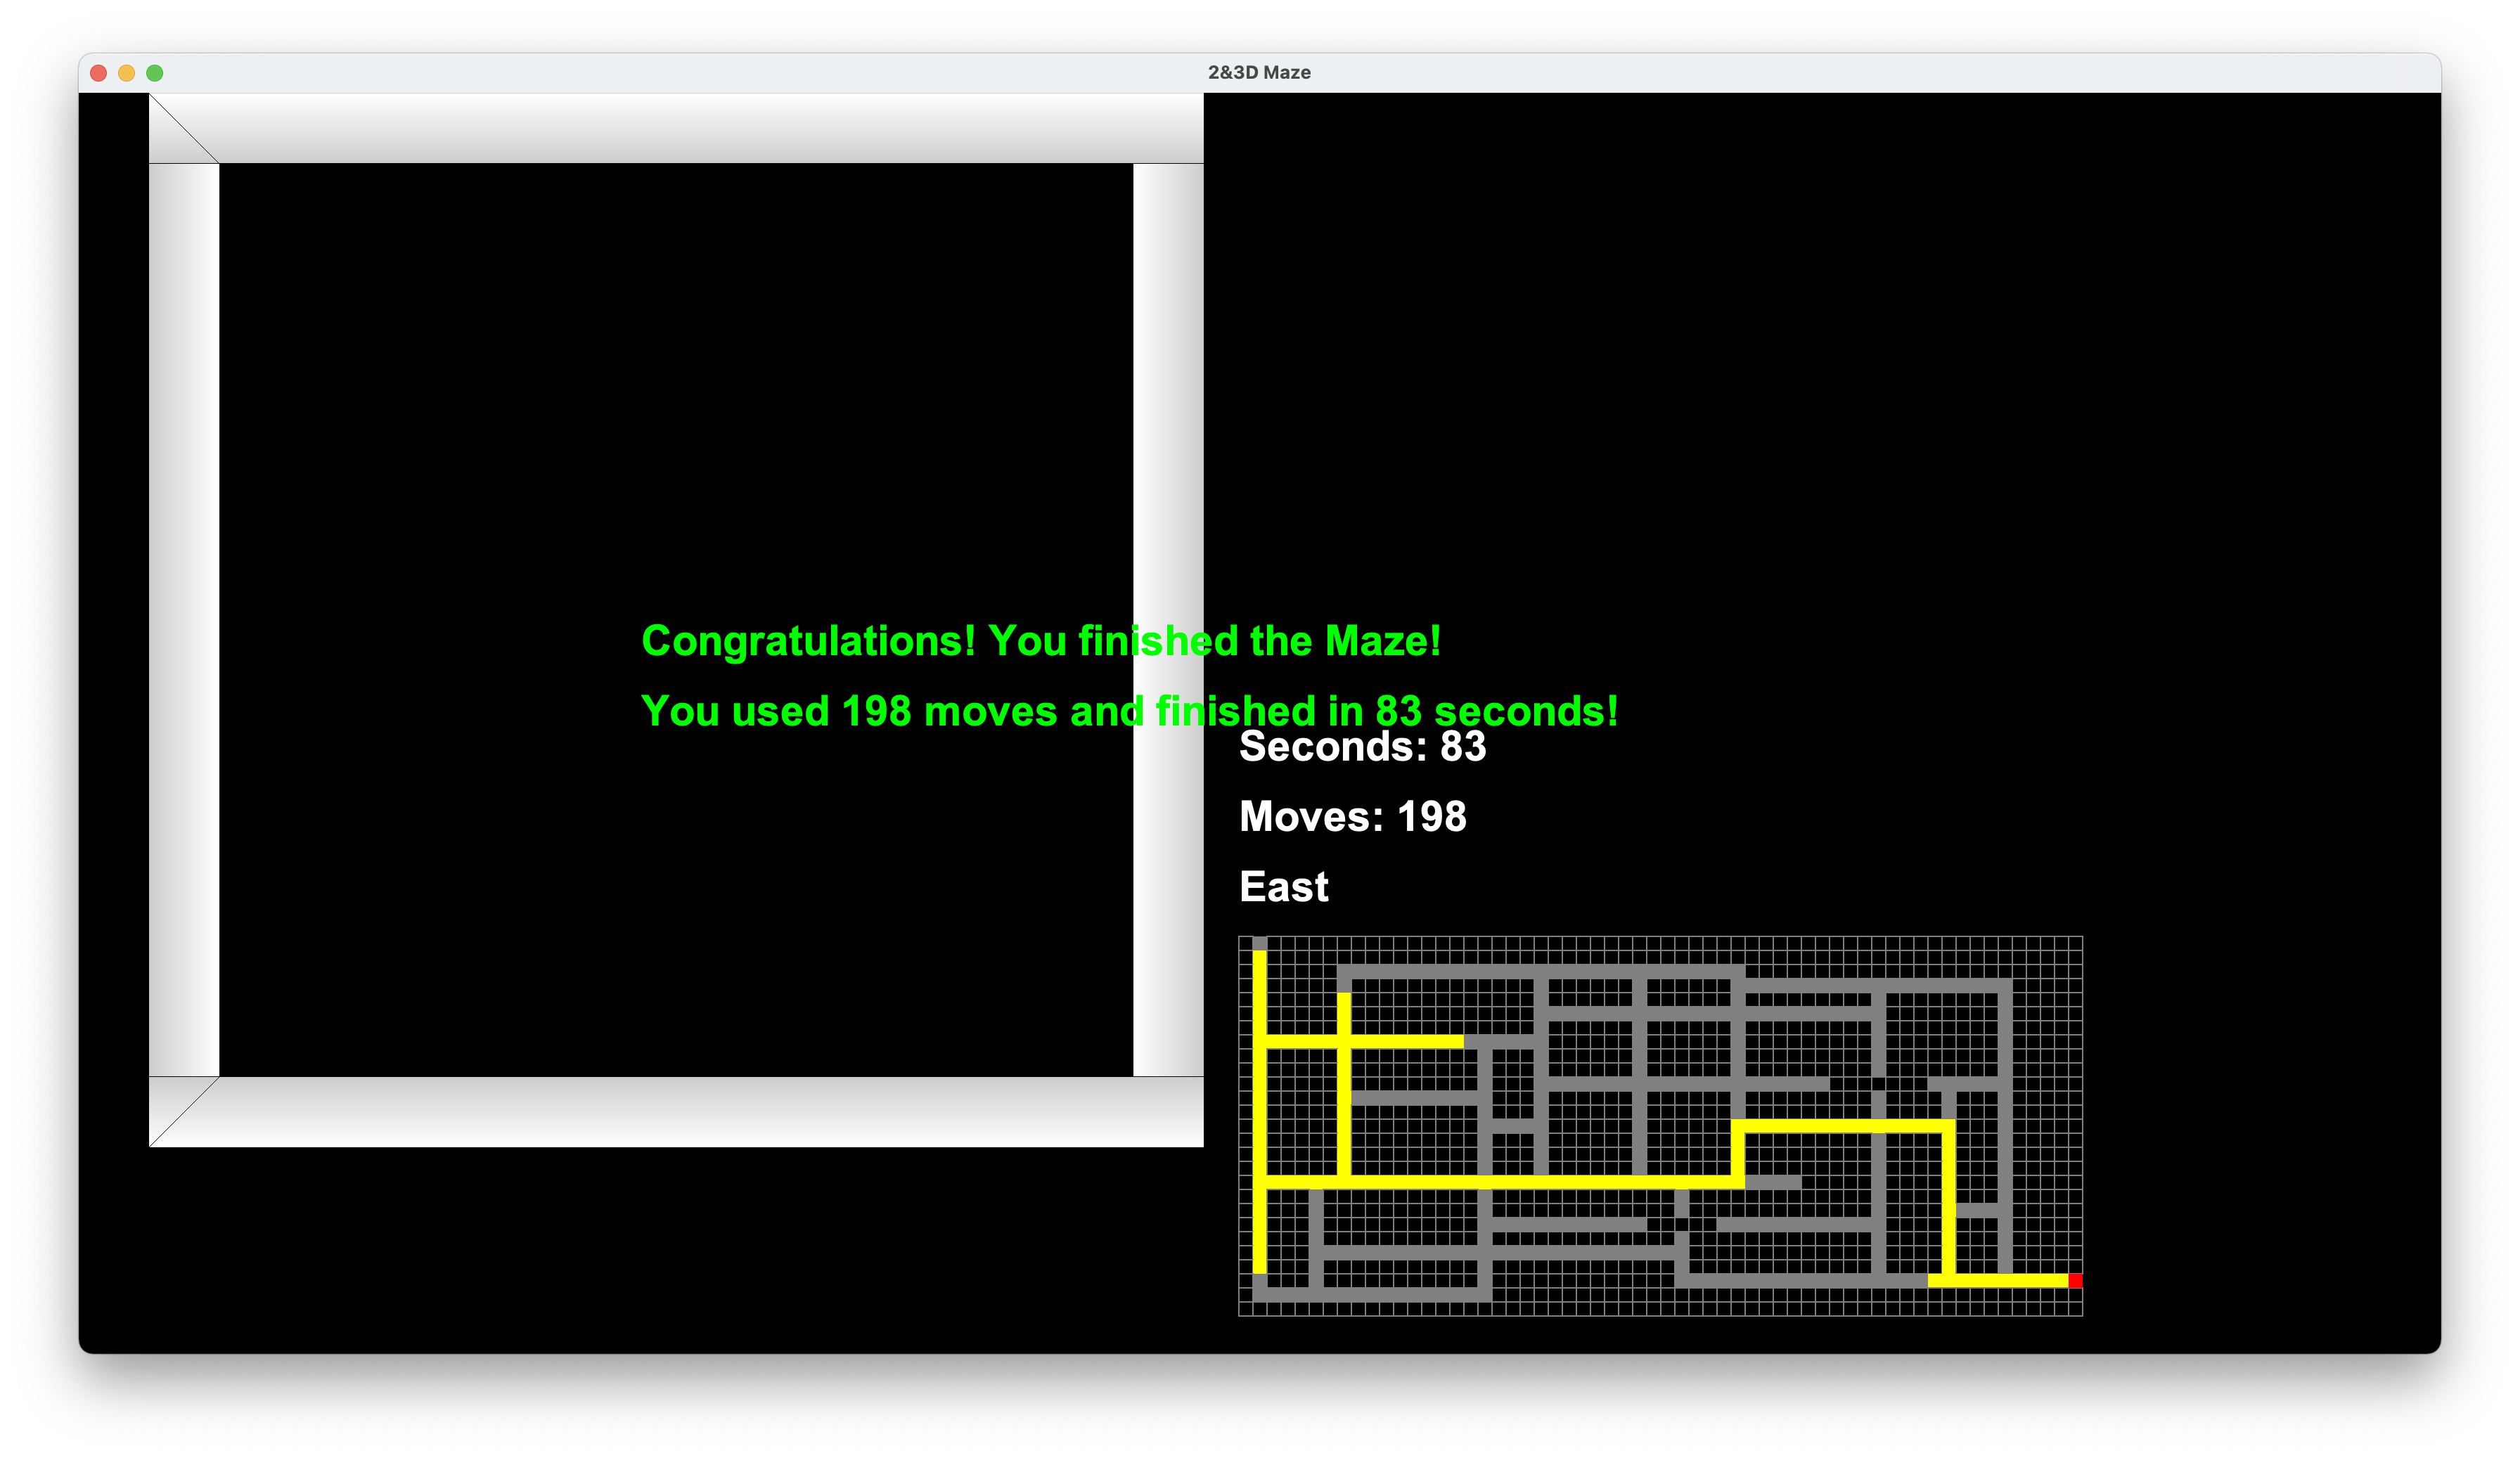 2&3D Maze
Congratulations! You finished the Maze!
You used 198 moves and finished in 83 seconds!
Seconds: 83
Moves: 198
East